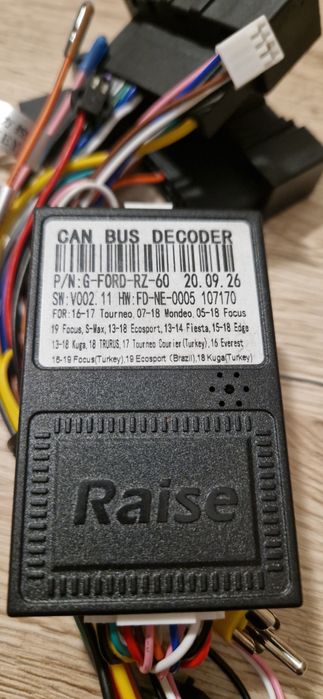 CAN BUS DECODER
P/N:G-FORD-RZ-60 20.09.26
SW:V002.11 HW:FD-NE-0005 107170
FOR:16-17 Tourneo, 07-18 Mondeo, 05-18 Focus
19 Focus, S-Max, 13-18 Ecosport, 13-14 Fiesta, 15-18 Edge
13-18 Kuga, 18 TRURUS, 17 Tourneo Courier(Turkey), 16 Everest
16-19 Focus(Turkey), 19 Ecosport (Brazil), 18 Kuga(Turkey)
Raise